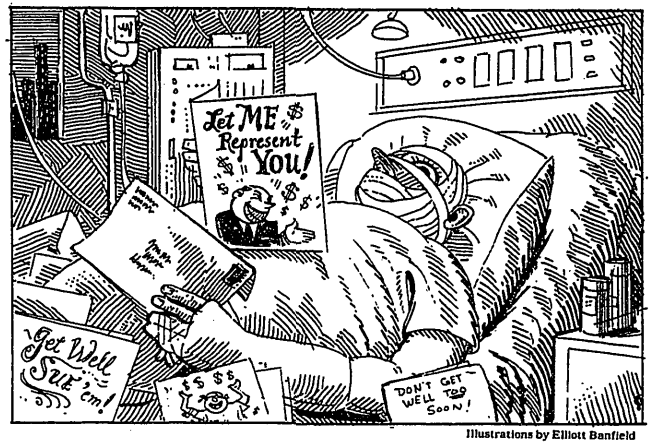 Let ME
Represent
You!
$
$
$
$
$
$
$
Get Well
Sue 'em!
$ $ $ $
$
DON'T GET
WELL TOO
SOON!
Illustrations by Elliott Banfield